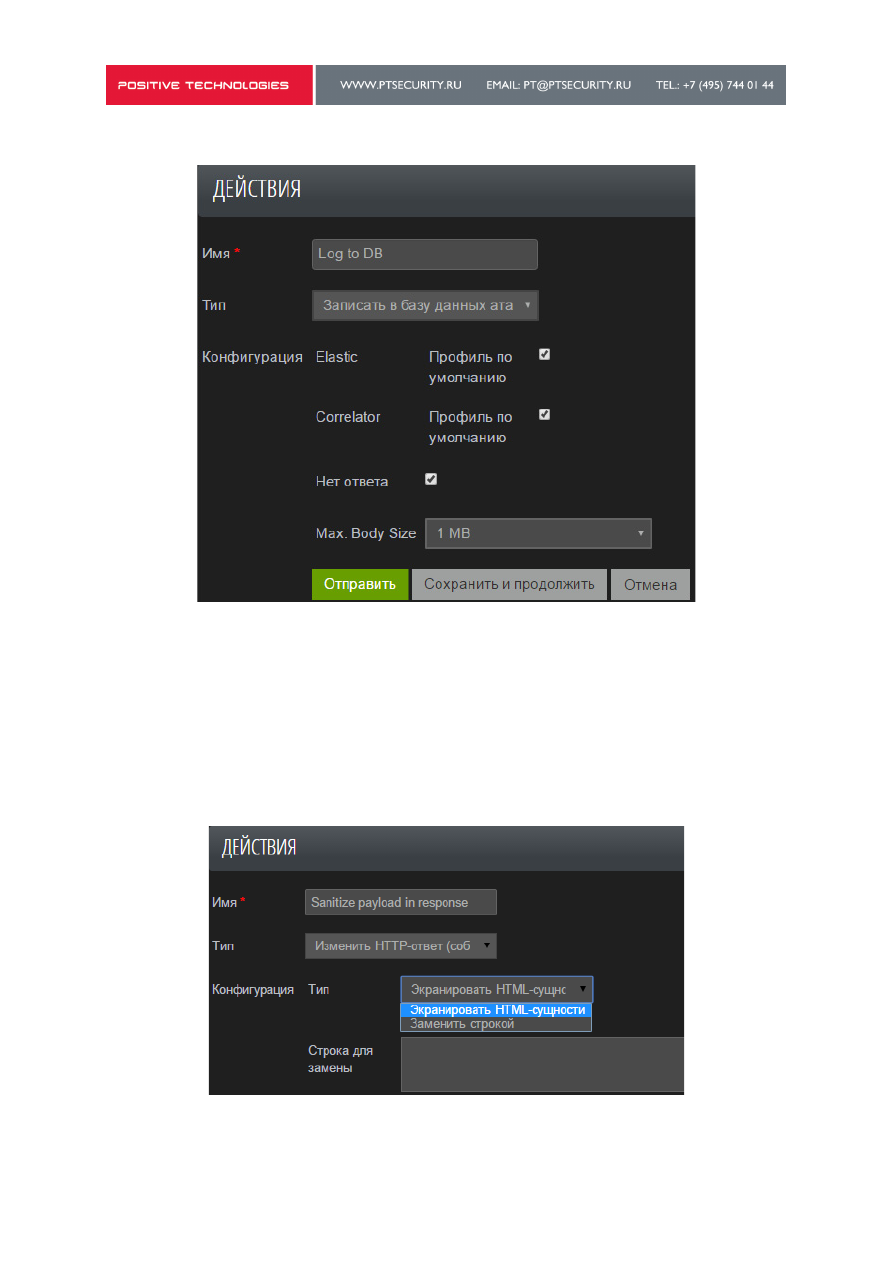 POSITIVE TECHNOLOGIES WWW.PTSECURITY.RU EMAIL: PT@PTSECURITY.RU TEL.: +7 (495) 744 01 44
ДЕЙСТВИЯ
Имя * Log to DB
Тип Записать в базу данных ата
Конфигурация Elastic Профиль по
умолчанию
Correlator Профиль по
умолчанию
Нет ответа
Max. Body Size 1 MB
Отправить Сохранить и продолжить Отмена
ДЕЙСТВИЯ
Имя * Sanitize payload in response
Тип Изменить HTTP-ответ (соб
Конфигурация Тип Экранировать HTML-сущнс
Экранировать HTML-сущности
Заменить строкой
Строка для
замены